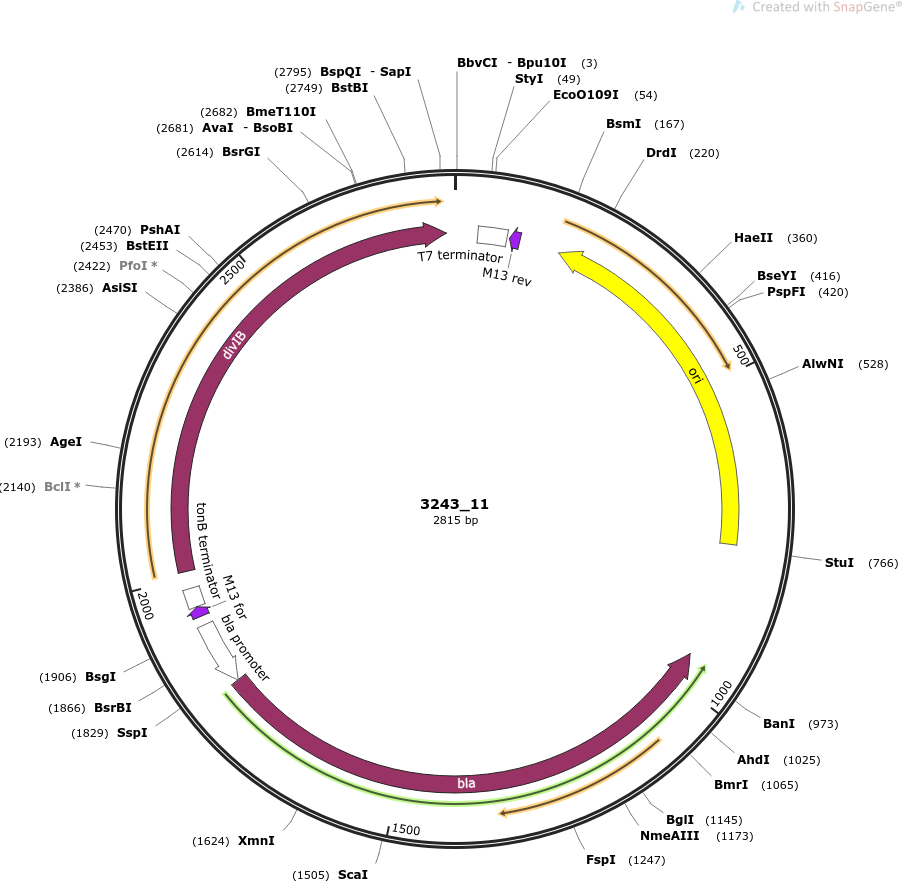 Created with SnapGene®
(2795) BspQI - SapI
(2749) BstBI
(2682) BmeT110I
(2681) AvaI - BsoBI
(2614) BsrGI
BbvCI - Bpu10I (3)
StyI (49)
EcoO109I (54)
BsmI (167)
DrdI (220)
HaeII (360)
BseYI (416)
PspFI (420)
AlwNI (528)
StuI (766)
BanI (973)
AhdI (1025)
BmrI (1065)
BglI (1145)
NmeAIII (1173)
FspI (1247)
(1505) ScaI
(1624) XmnI
(1829) SspI
(1866) BsrBI
(1906) BsgI
(2140) BclI *
(2193) AgeI
(2386) AsiSI
(2422) PfoI *
(2453) BstEII
(2470) PshAI
500
1000
1500
2000
2500
T7 terminator
M13 rev
ori
bla
bla promoter
M13 for
tonB terminator
divIB
3243_11
2815 bp